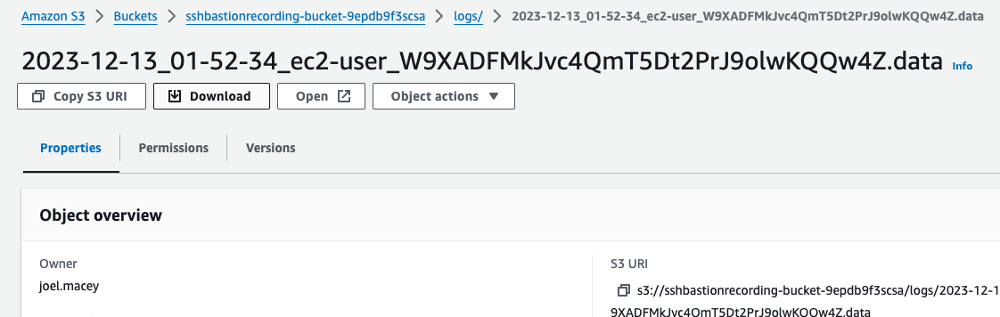 Amazon S3 > Buckets > sshbastionrecording-bucket-9epdb9f3scsa > logs/ > 2023-12-13_01-52-34_ec2-user_W9XADFMkJvc4QmT5Dt2PrJ9olwKQQw4Z.data
2023-12-13_01-52-34_ec2-user_W9XADFMkJvc4QmT5Dt2PrJ9olwKQQw4Z.data Info
Copy S3 URI Download Open Object actions
Properties Permissions Versions
Object overview
Owner S3 URI
joel.macey s3://sshbastionrecording-bucket-9epdb9f3scsa/logs/2023-12-1
9XADFMkJvc4QmT5Dt2PrJ9olwKQQw4Z.data